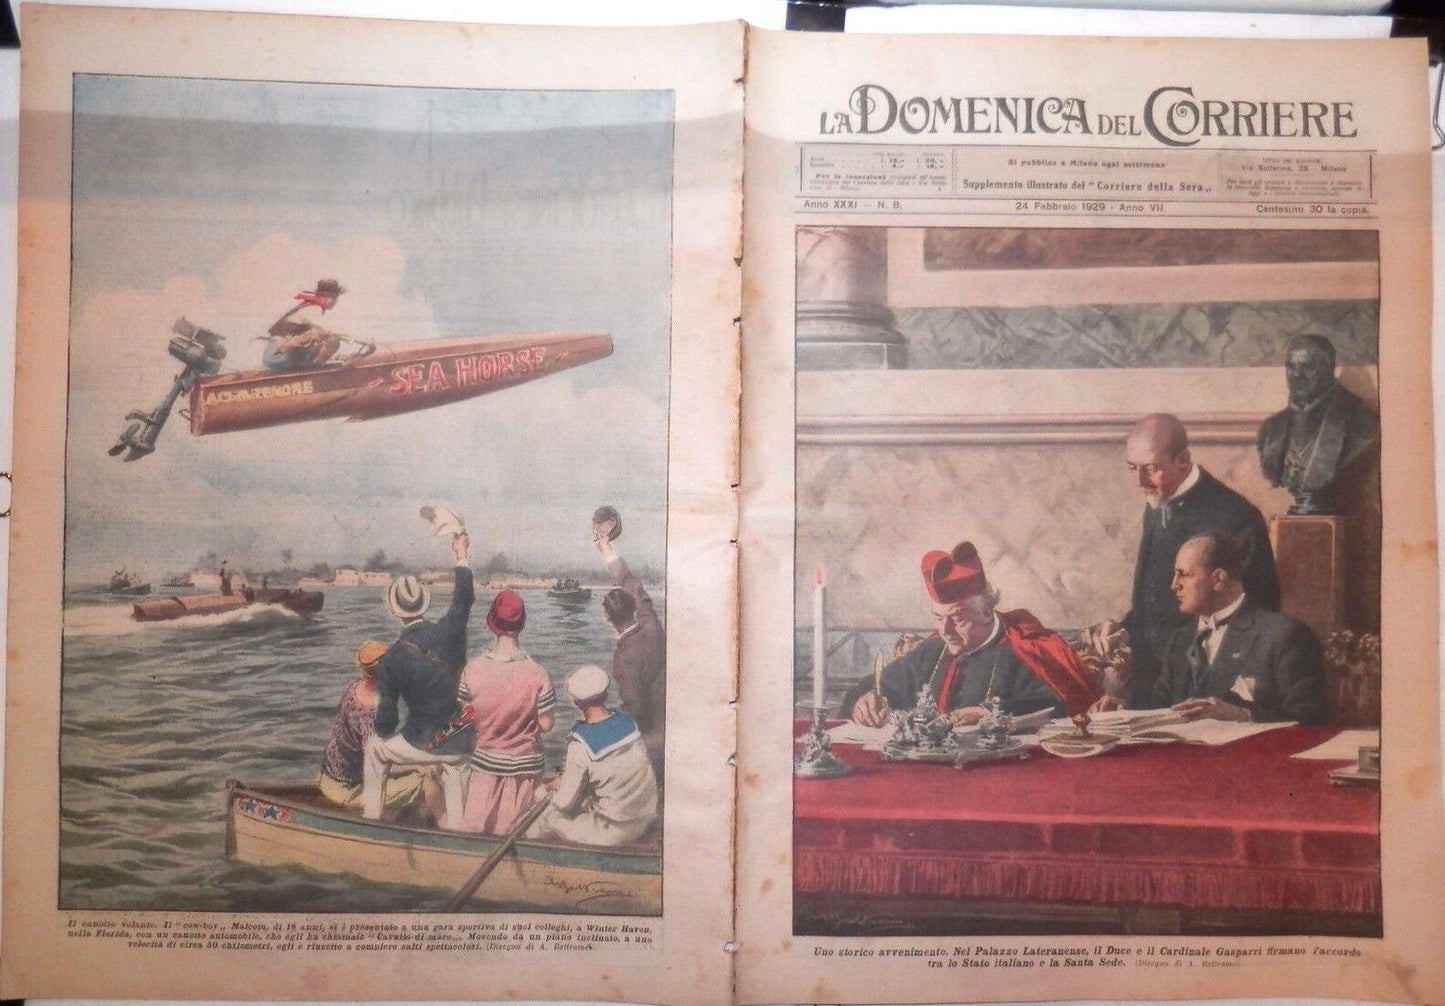 SEA HORSE
Il canotto volante. Il "cow-boy„ Malcom, di 18 anni, si è presentato a una gara sportiva di suoi colleghi, a Winter Haven,
nella Florida, con un canotto automobile, che egli ha chiamato "Cavallo di mare„. Movendo da un piano inclinato, a una
velocità di circa 50 chilometri, egli è riuscito a compiere salti spettacolosi. (Disegno di A. Beltrame).
LA DOMENICA DEL CORRIERE
Si pubblica a Milano ogni settimana
Supplemento illustrato del "Corriere della Sera„
Via Solferino, 28 - Milano
Per le inserzioni
Anno XXXI — N. 8.
24 Febbraio 1929 - Anno VII
Centesimi 30 la copia.
Uno storico avvenimento. Nel Palazzo Lateranense, il Duce e il Cardinale Gasparri firmano l'accordo
tra lo Stato italiano e la Santa Sede. (Disegno di A. Beltrame).